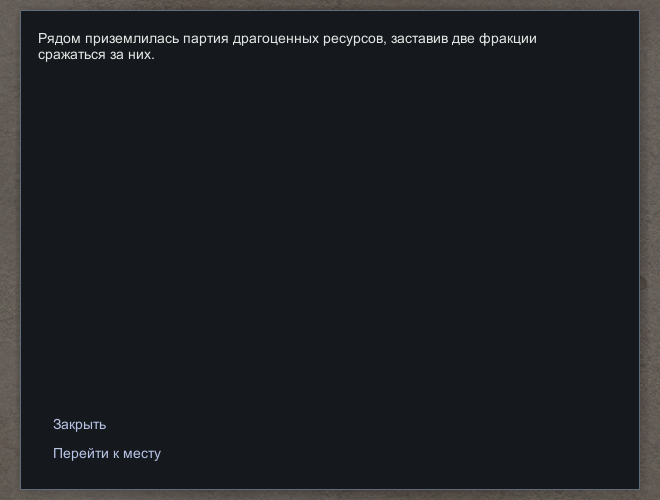 Рядом приземлилась партия драгоценных ресурсов, заставив две фракции
сражаться за них.
Закрыть
Перейти к месту